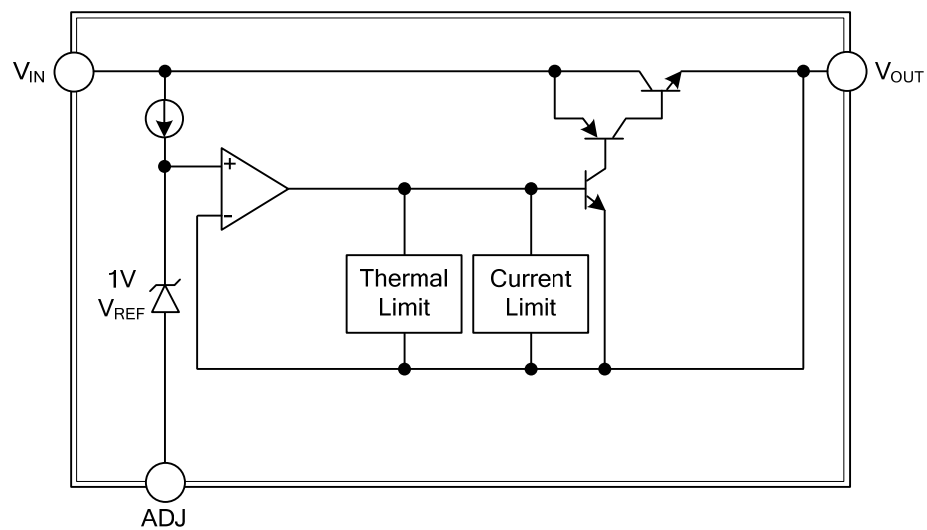 VIN
VOUT
+
-
1V
VREF
Thermal
Limit
Current
Limit
ADJ